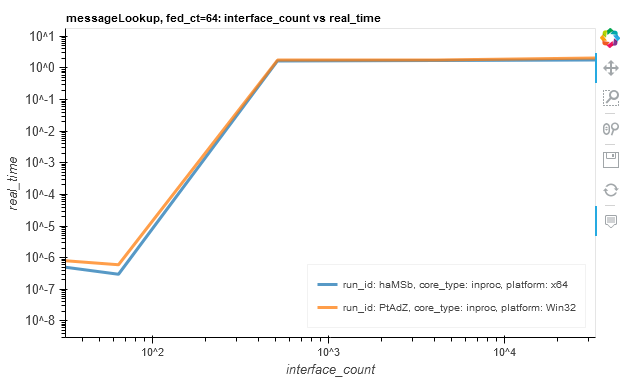 messageLookup, fed_ct=64: interface_count vs real_time
10^1
10^0
10^-1
10^-2
10^-3
10^-4
10^-5
10^-6
10^-7
10^-8
real_time
run_id: haMSb, core_type: inproc, platform: x64
run_id: PtAdZ, core_type: inproc, platform: Win32
10^2
10^3
10^4
interface_count